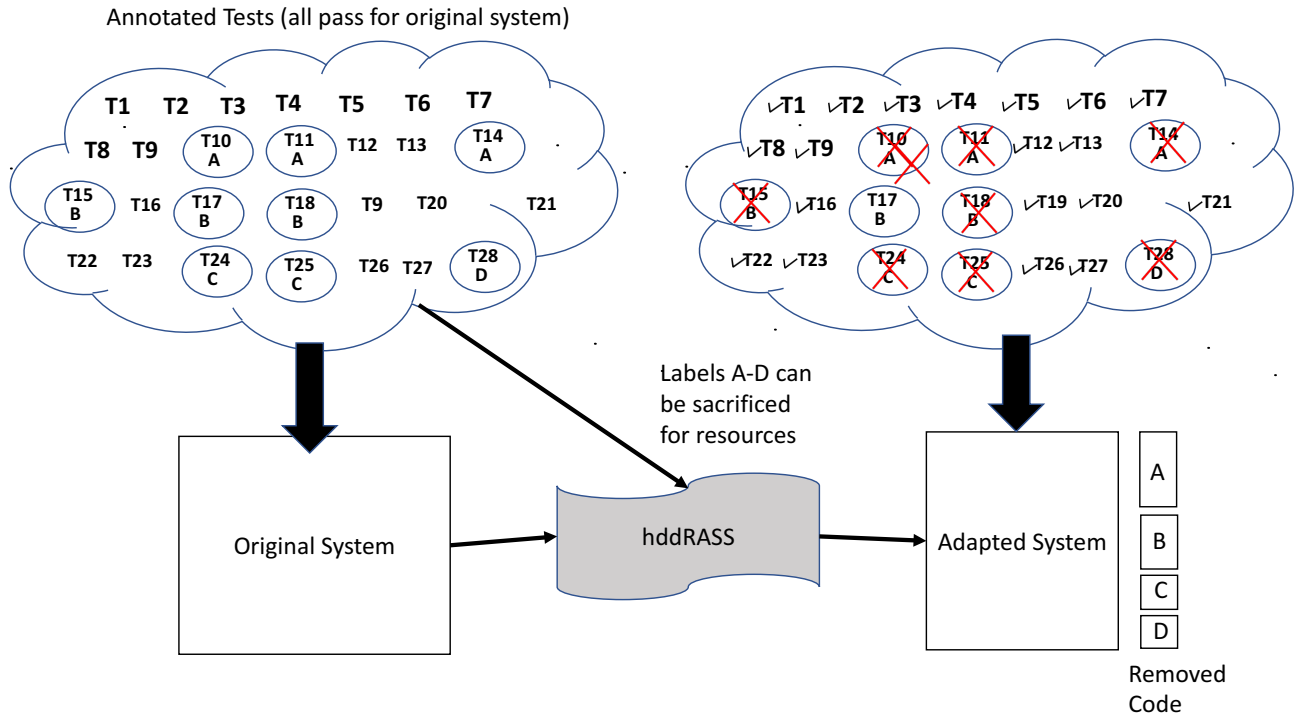 Annotated Tests (all pass for original system)
T1 T2 T3 T4 T5 T6 T7
T8 T9 T10 A T11 A T12 T13 T14 A
T15 B T16 T17 B T18 B T9 T20 T21
T22 T23 T24 C T25 C T26 T27 T28 D
✓T1 ✓T2 ✓T3 ✓T4 ✓T5 ✓T6 ✓T7
✓T8 ✓T9 T10 A T11 A ✓T12 ✓T13 T14 A
T15 B ✓T16 T17 B T18 B ✓T19 ✓T20 ✓T21
✓T22 ✓T23 T24 C T25 C ✓T26 ✓T27 T28 D
Labels A-D can
be sacrificed
for resources
Original System
hddRASS
Adapted System
A
B
C
D
Removed
Code